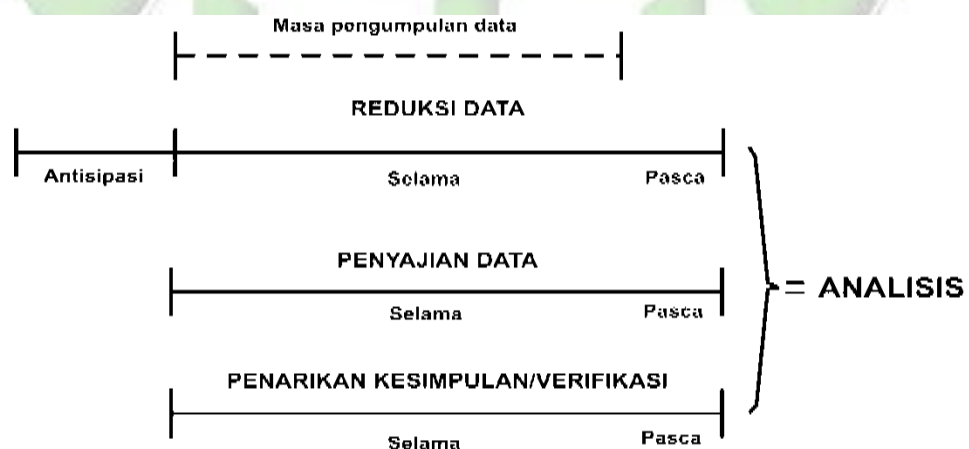 Masa pengumpulan data
REDUKSI DATA
Antisipasi Selama Pasca
PENYAJIAN DATA
= ANALISIS
Selama Pasca
PENARIKAN KESIMPULAN/VERIFIKASI
Selama Pasca